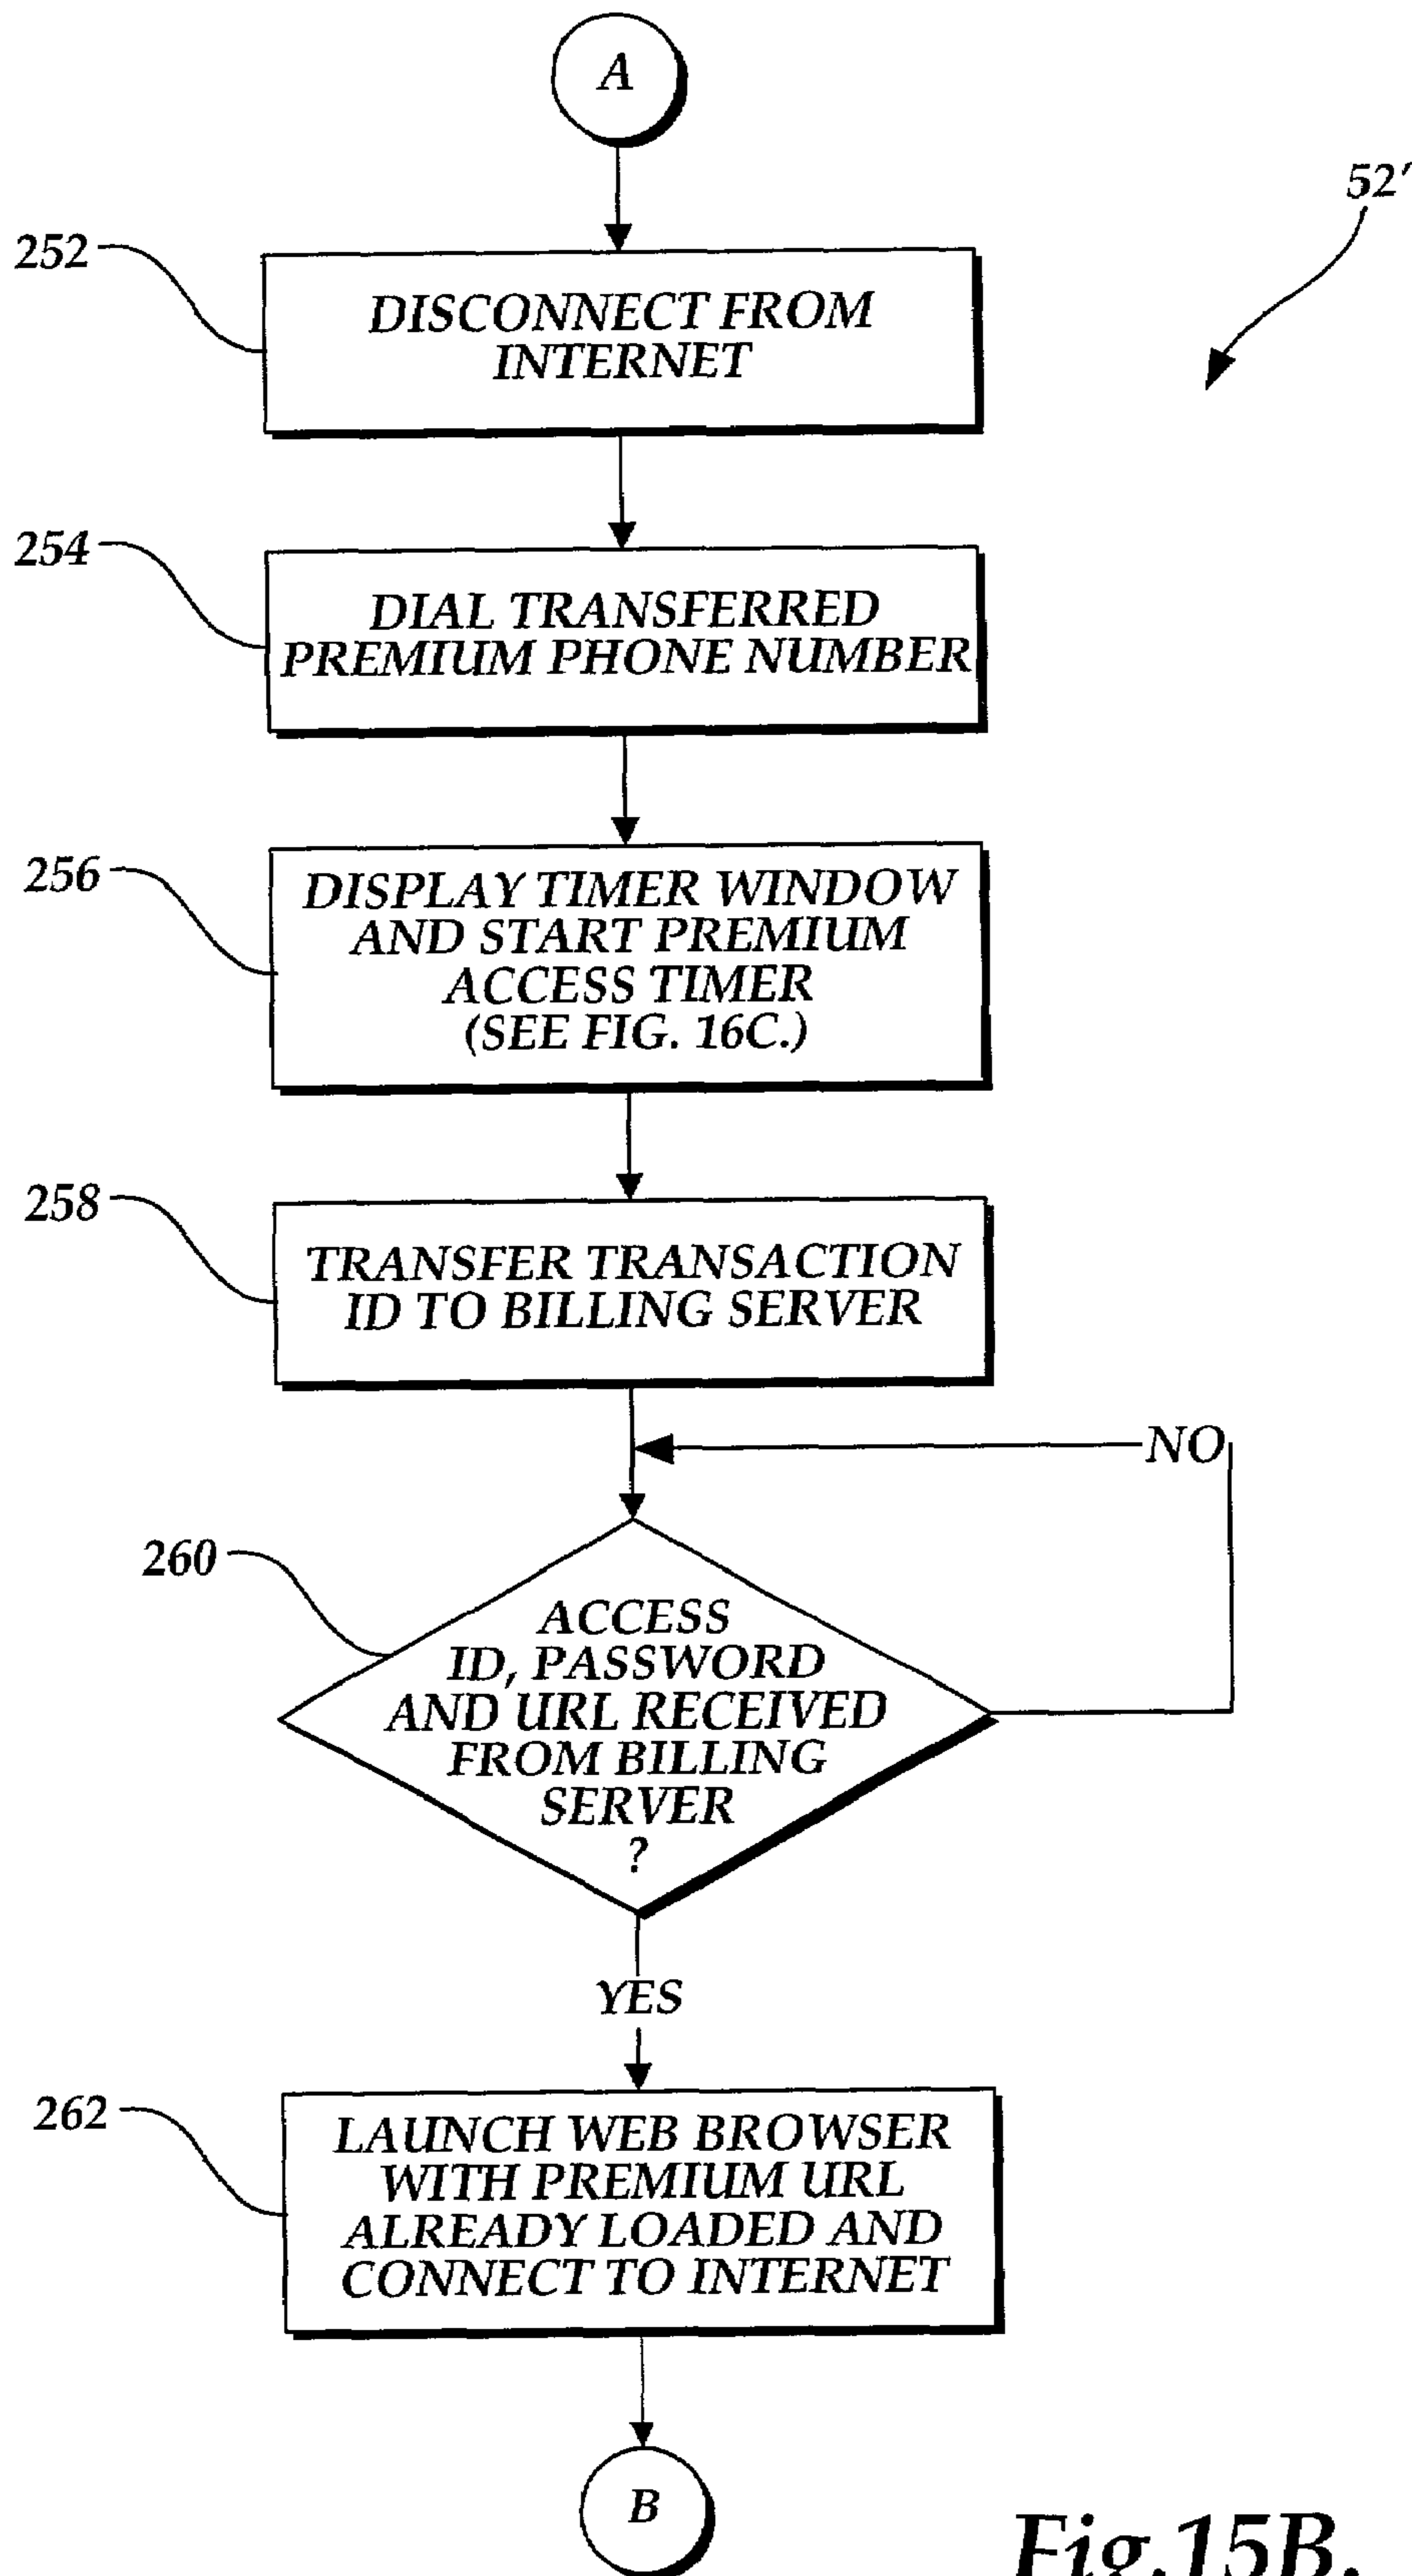 A
52'
252
DISCONNECT FROM
INTERNET
254
DIAL TRANSFERRED
PREMIUM PHONE NUMBER
256
DISPLAY TIMER WINDOW
AND START PREMIUM
ACCESS TIMER
(SEE FIG. 16C.)
258
TRANSFER TRANSACTION
ID TO BILLING SERVER
NO
260
ACCESS
ID, PASSWORD
AND URL RECEIVED
FROM BILLING
SERVER
?
YES
262
LAUNCH WEB BROWSER
WITH PREMIUM URL
ALREADY LOADED AND
CONNECT TO INTERNET
B
Fig.15B.